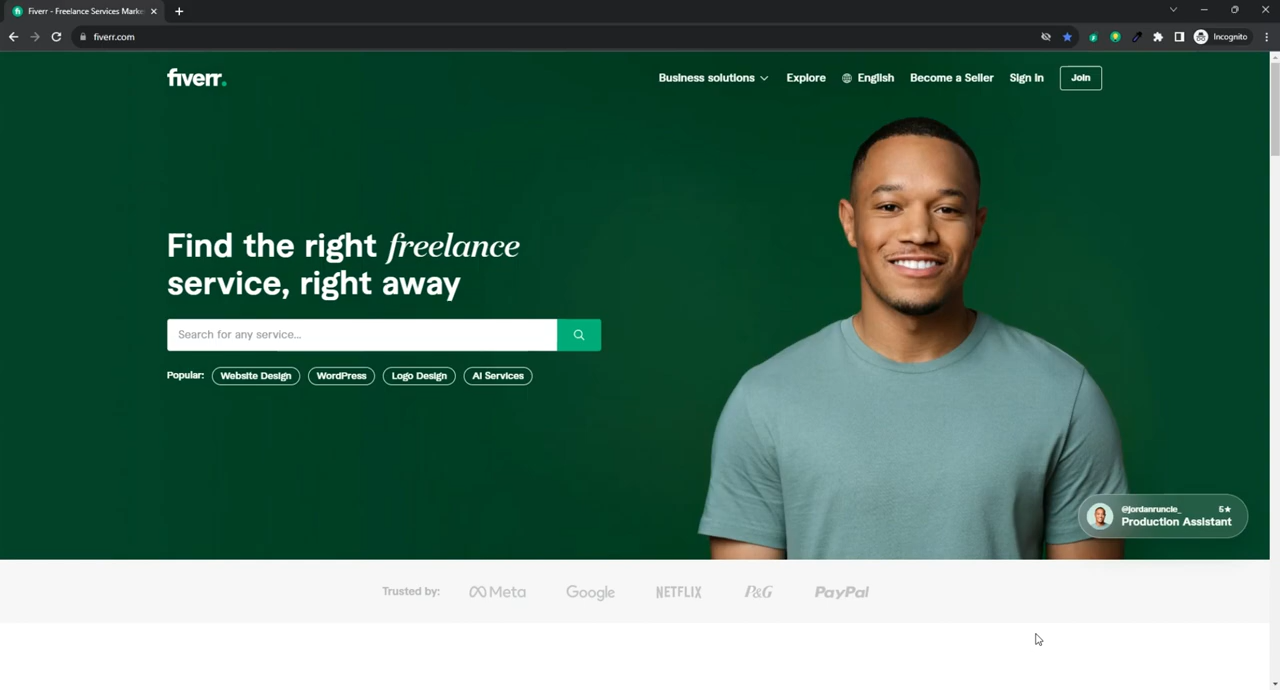 Fiverr - Freelance Services Marke
fiverr.com
Incognito
fiverr.
Business solutions
Explore
English
Become a Seller
Sign in
Join
Find the right freelance
service, right away
Search for any service...
Popular:
Website Design
WordPress
Logo Design
AI Services
@jordanruncie_ 5★
Production Assistant
Trusted by:
Meta
Google
NETFLIX
P&G
PayPal